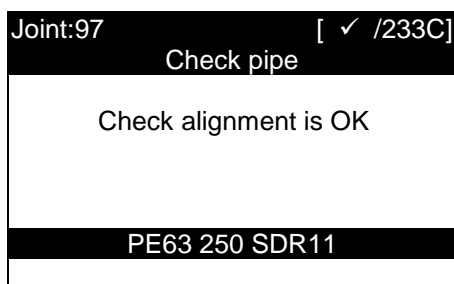 Joint:97 [ ✓ /233C]
Check pipe
Check alignment is OK
PE63 250 SDR11